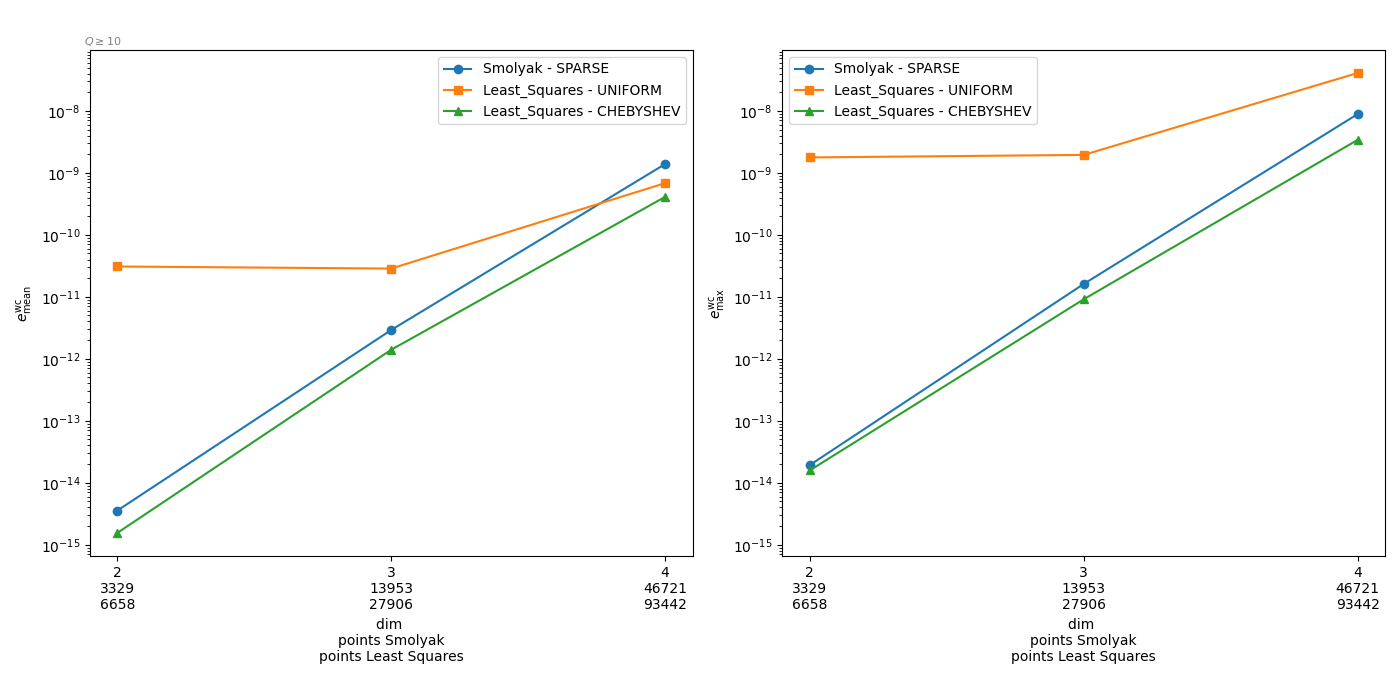 Q ≥ 10
Smolyak - SPARSE
Least_Squares - UNIFORM
Least_Squares - CHEBYSHEV
10⁻⁸
10⁻⁹
10⁻¹⁰
10⁻¹¹
10⁻¹²
10⁻¹³
10⁻¹⁴
10⁻¹⁵
e^wc_mean
2
3329
6658
3
13953
27906
4
46721
93442
dim
points Smolyak
points Least Squares
Smolyak - SPARSE
Least_Squares - UNIFORM
Least_Squares - CHEBYSHEV
10⁻⁸
10⁻⁹
10⁻¹⁰
10⁻¹¹
10⁻¹²
10⁻¹³
10⁻¹⁴
10⁻¹⁵
e^wc_max
2
3329
6658
3
13953
27906
4
46721
93442
dim
points Smolyak
points Least Squares